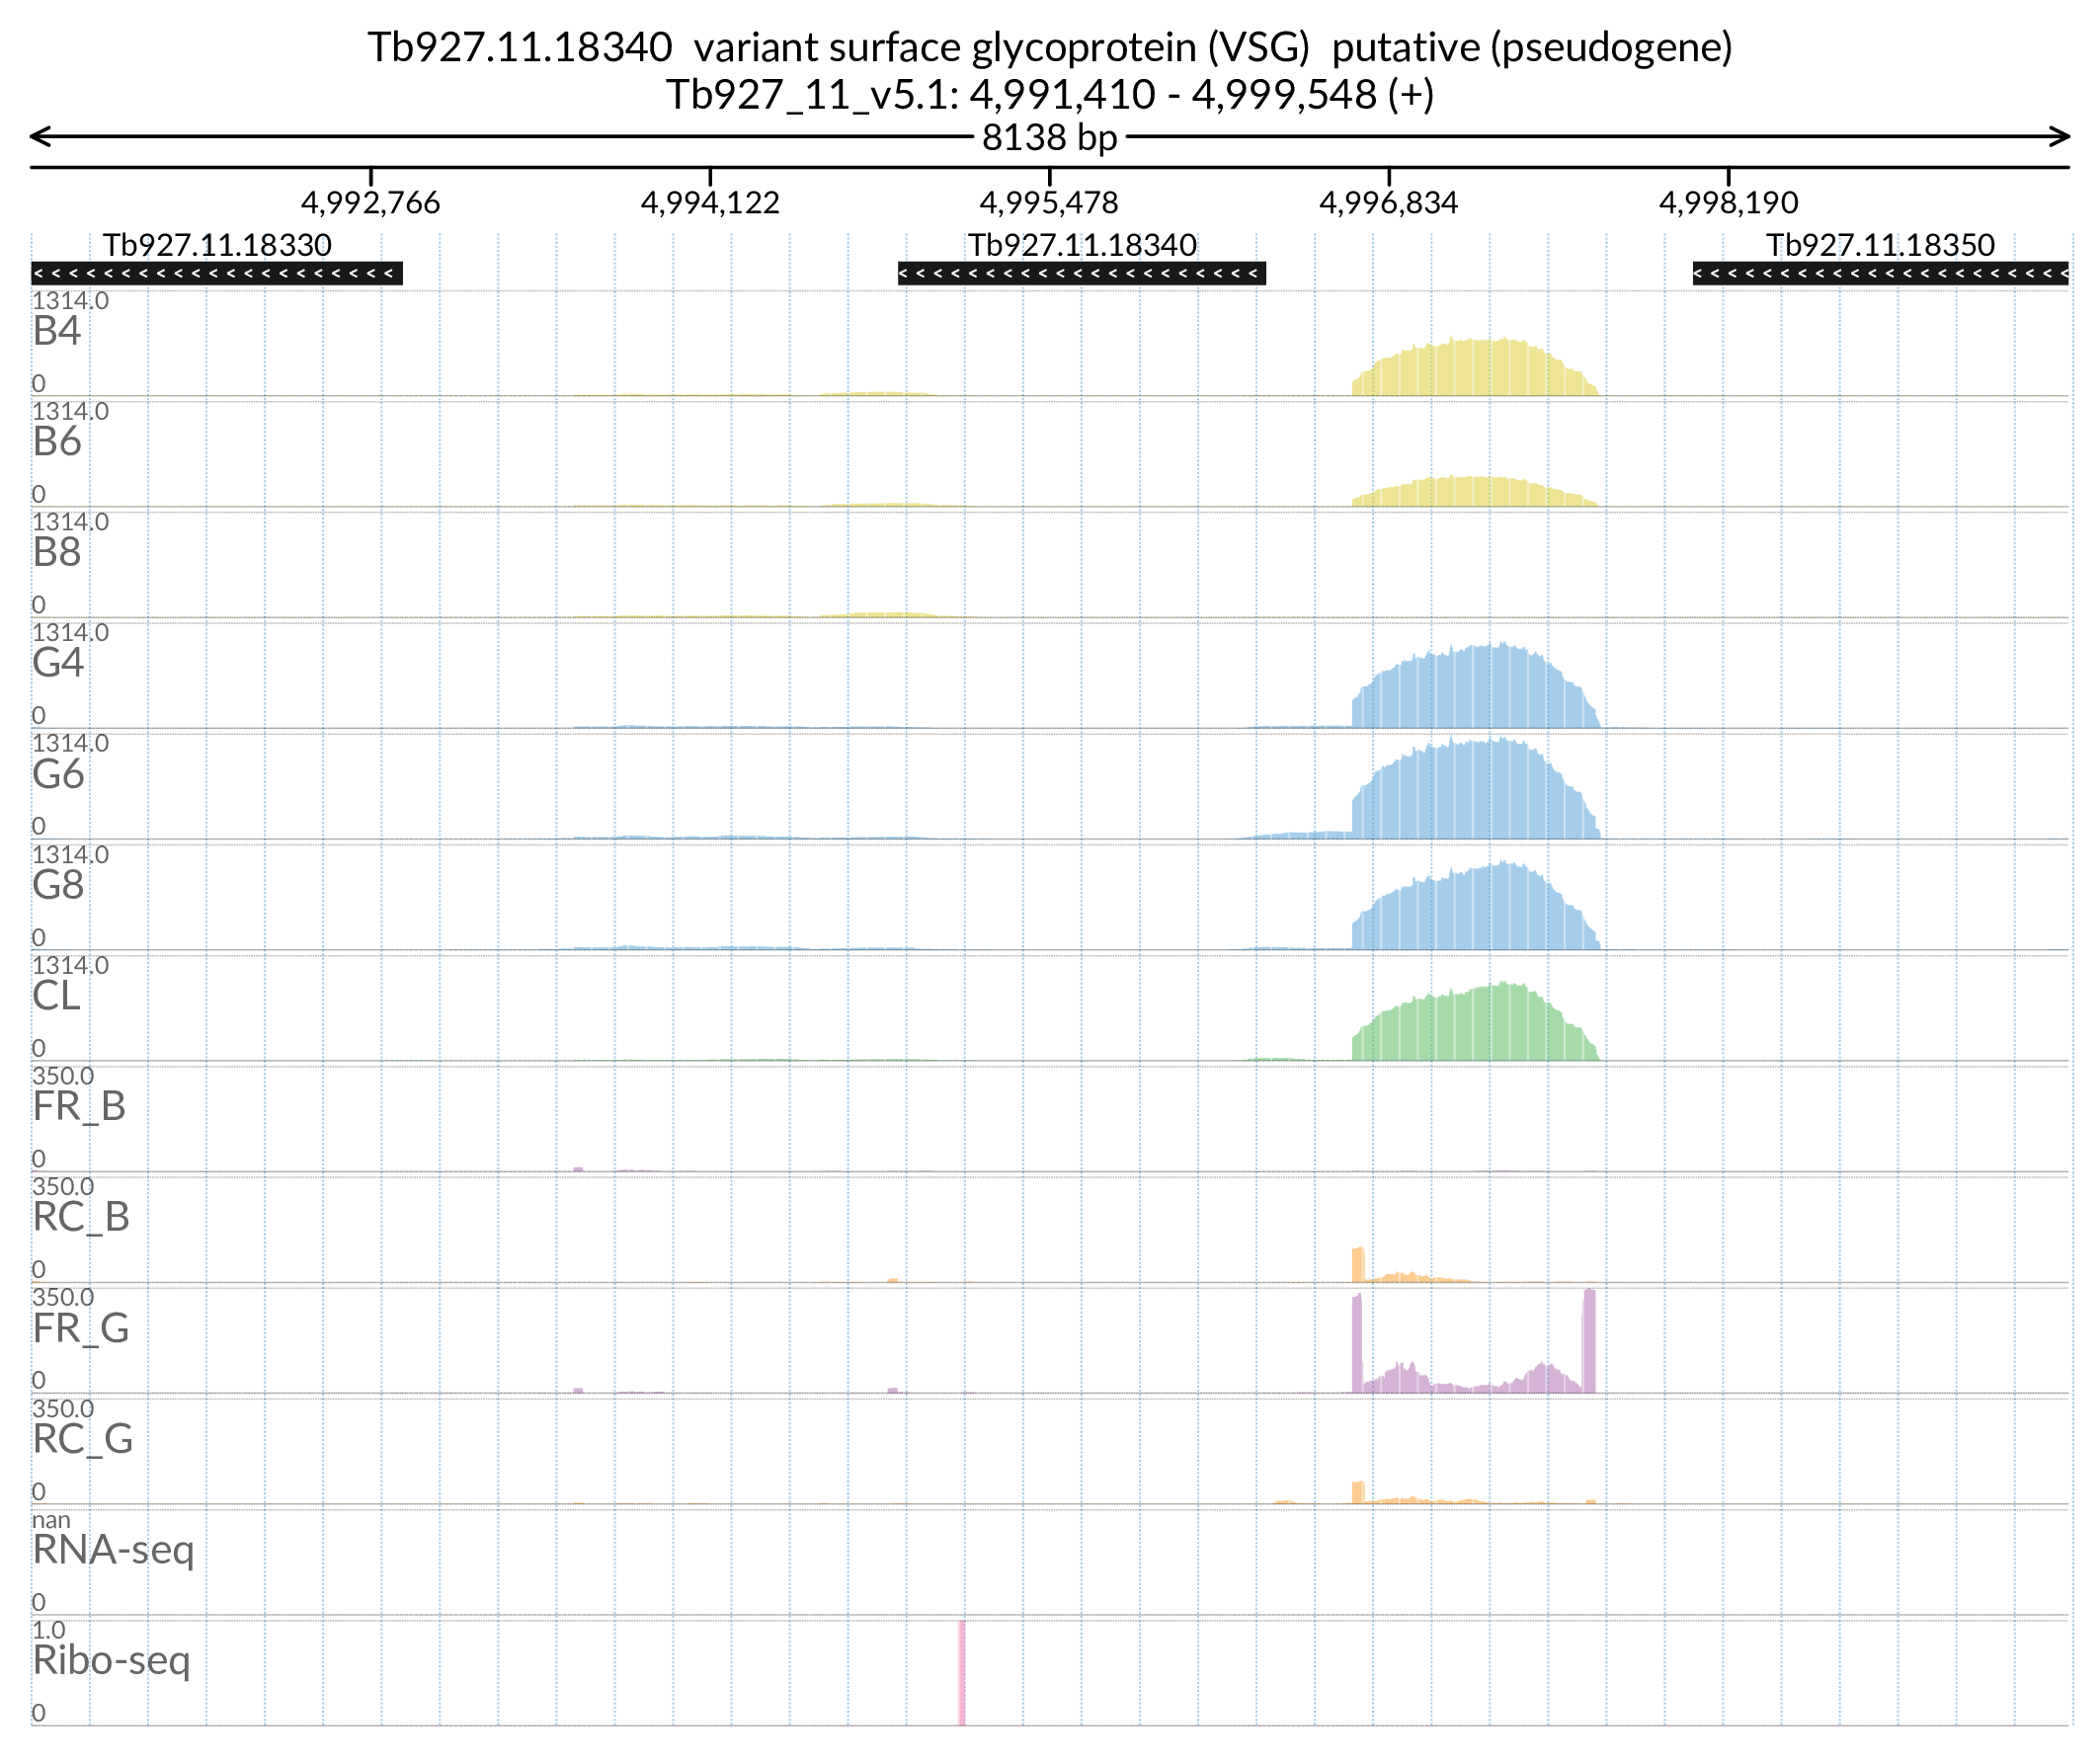 Tb927.11.18340 variant surface glycoprotein (VSG) putative (pseudogene)
Tb927_11_v5.1: 4,991,410 - 4,999,548 (+)
8138 bp
4,992,766 4,994,122 4,995,478 4,996,834 4,998,190
Tb927.11.18330 Tb927.11.18340 Tb927.11.18350
1314.0
B4
0
1314.0
B6
0
1314.0
B8
0
1314.0
G4
0
1314.0
G6
0
1314.0
G8
0
1314.0
CL
0
350.0
FR_B
0
350.0
RC_B
0
350.0
FR_G
0
350.0
RC_G
0
nan
RNA-seq
0
1.0
Ribo-seq
0